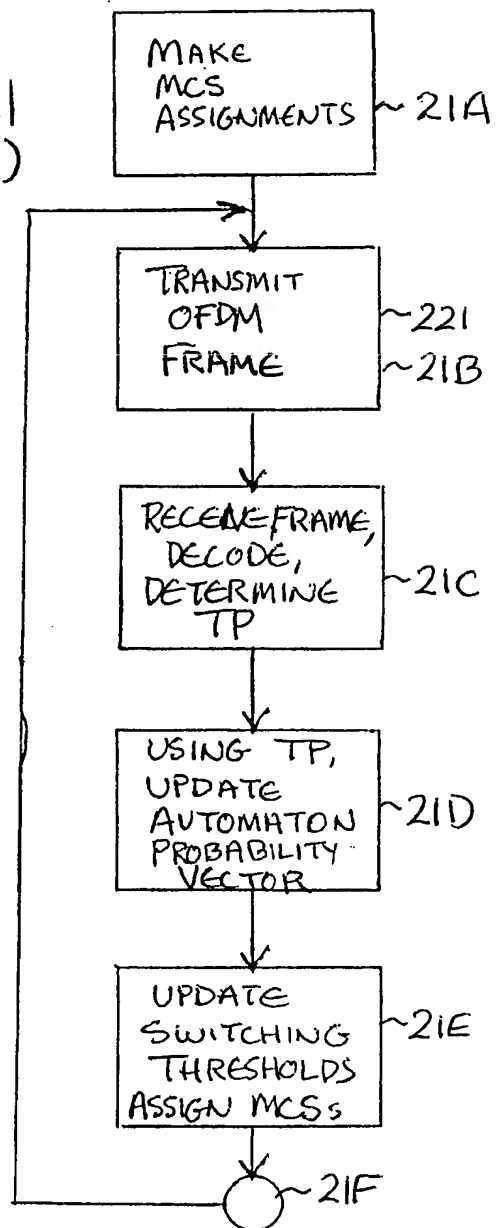 1
)
MAKE
MCS
ASSIGNMENTS
21A
TRANSMIT
OFDM
FRAME
221
21B
RECEIVE FRAME,
DECODE,
DETERMINE
TP
21C
USING TP,
UPDATE
AUTOMATON
PROBABILITY
VECTOR
21D
UPDATE
SWITCHING
THRESHOLDS
ASSIGN MCSs
21E
21F